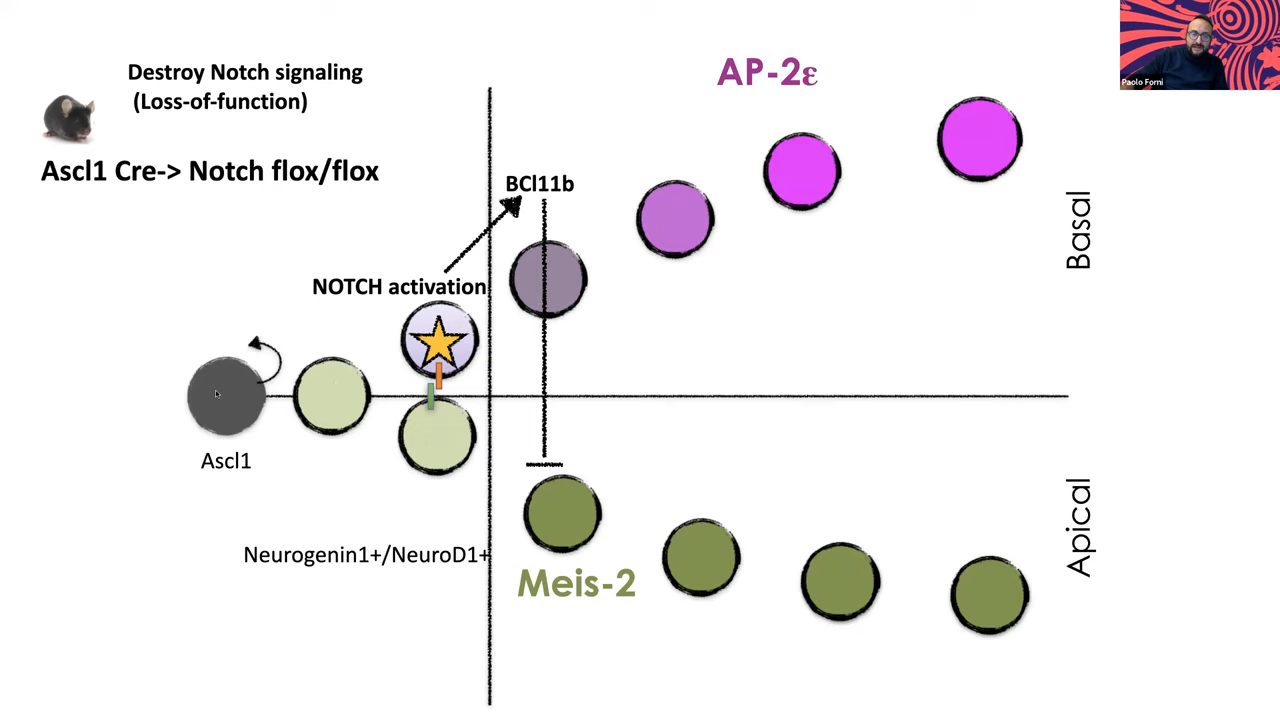 Destroy Notch signaling
(Loss-of-function)
Ascl1 Cre-> Notch flox/flox
AP-2ε
Paolo Forni
BCl11b
NOTCH activation
Basal
Ascl1
Neurogenin1+/NeuroD1+
Meis-2
Apical